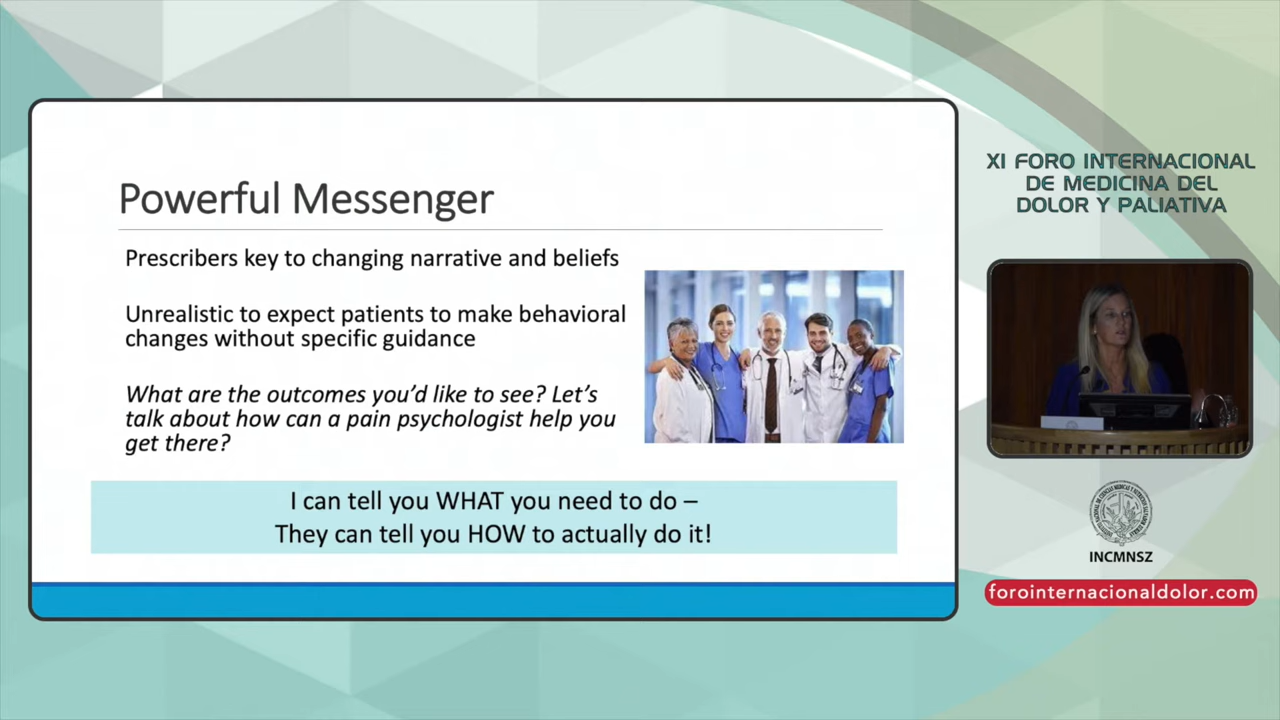 Powerful Messenger
Prescribers key to changing narrative and beliefs
Unrealistic to expect patients to make behavioral
changes without specific guidance
What are the outcomes you’d like to see? Let’s
talk about how can a pain psychologist help you
get there?
I can tell you WHAT you need to do –
They can tell you HOW to actually do it!
XI FORO INTERNACIONAL
DE MEDICINA DEL
DOLOR Y PALIATIVA
INCMNSZ
forointernacionaldolor.com